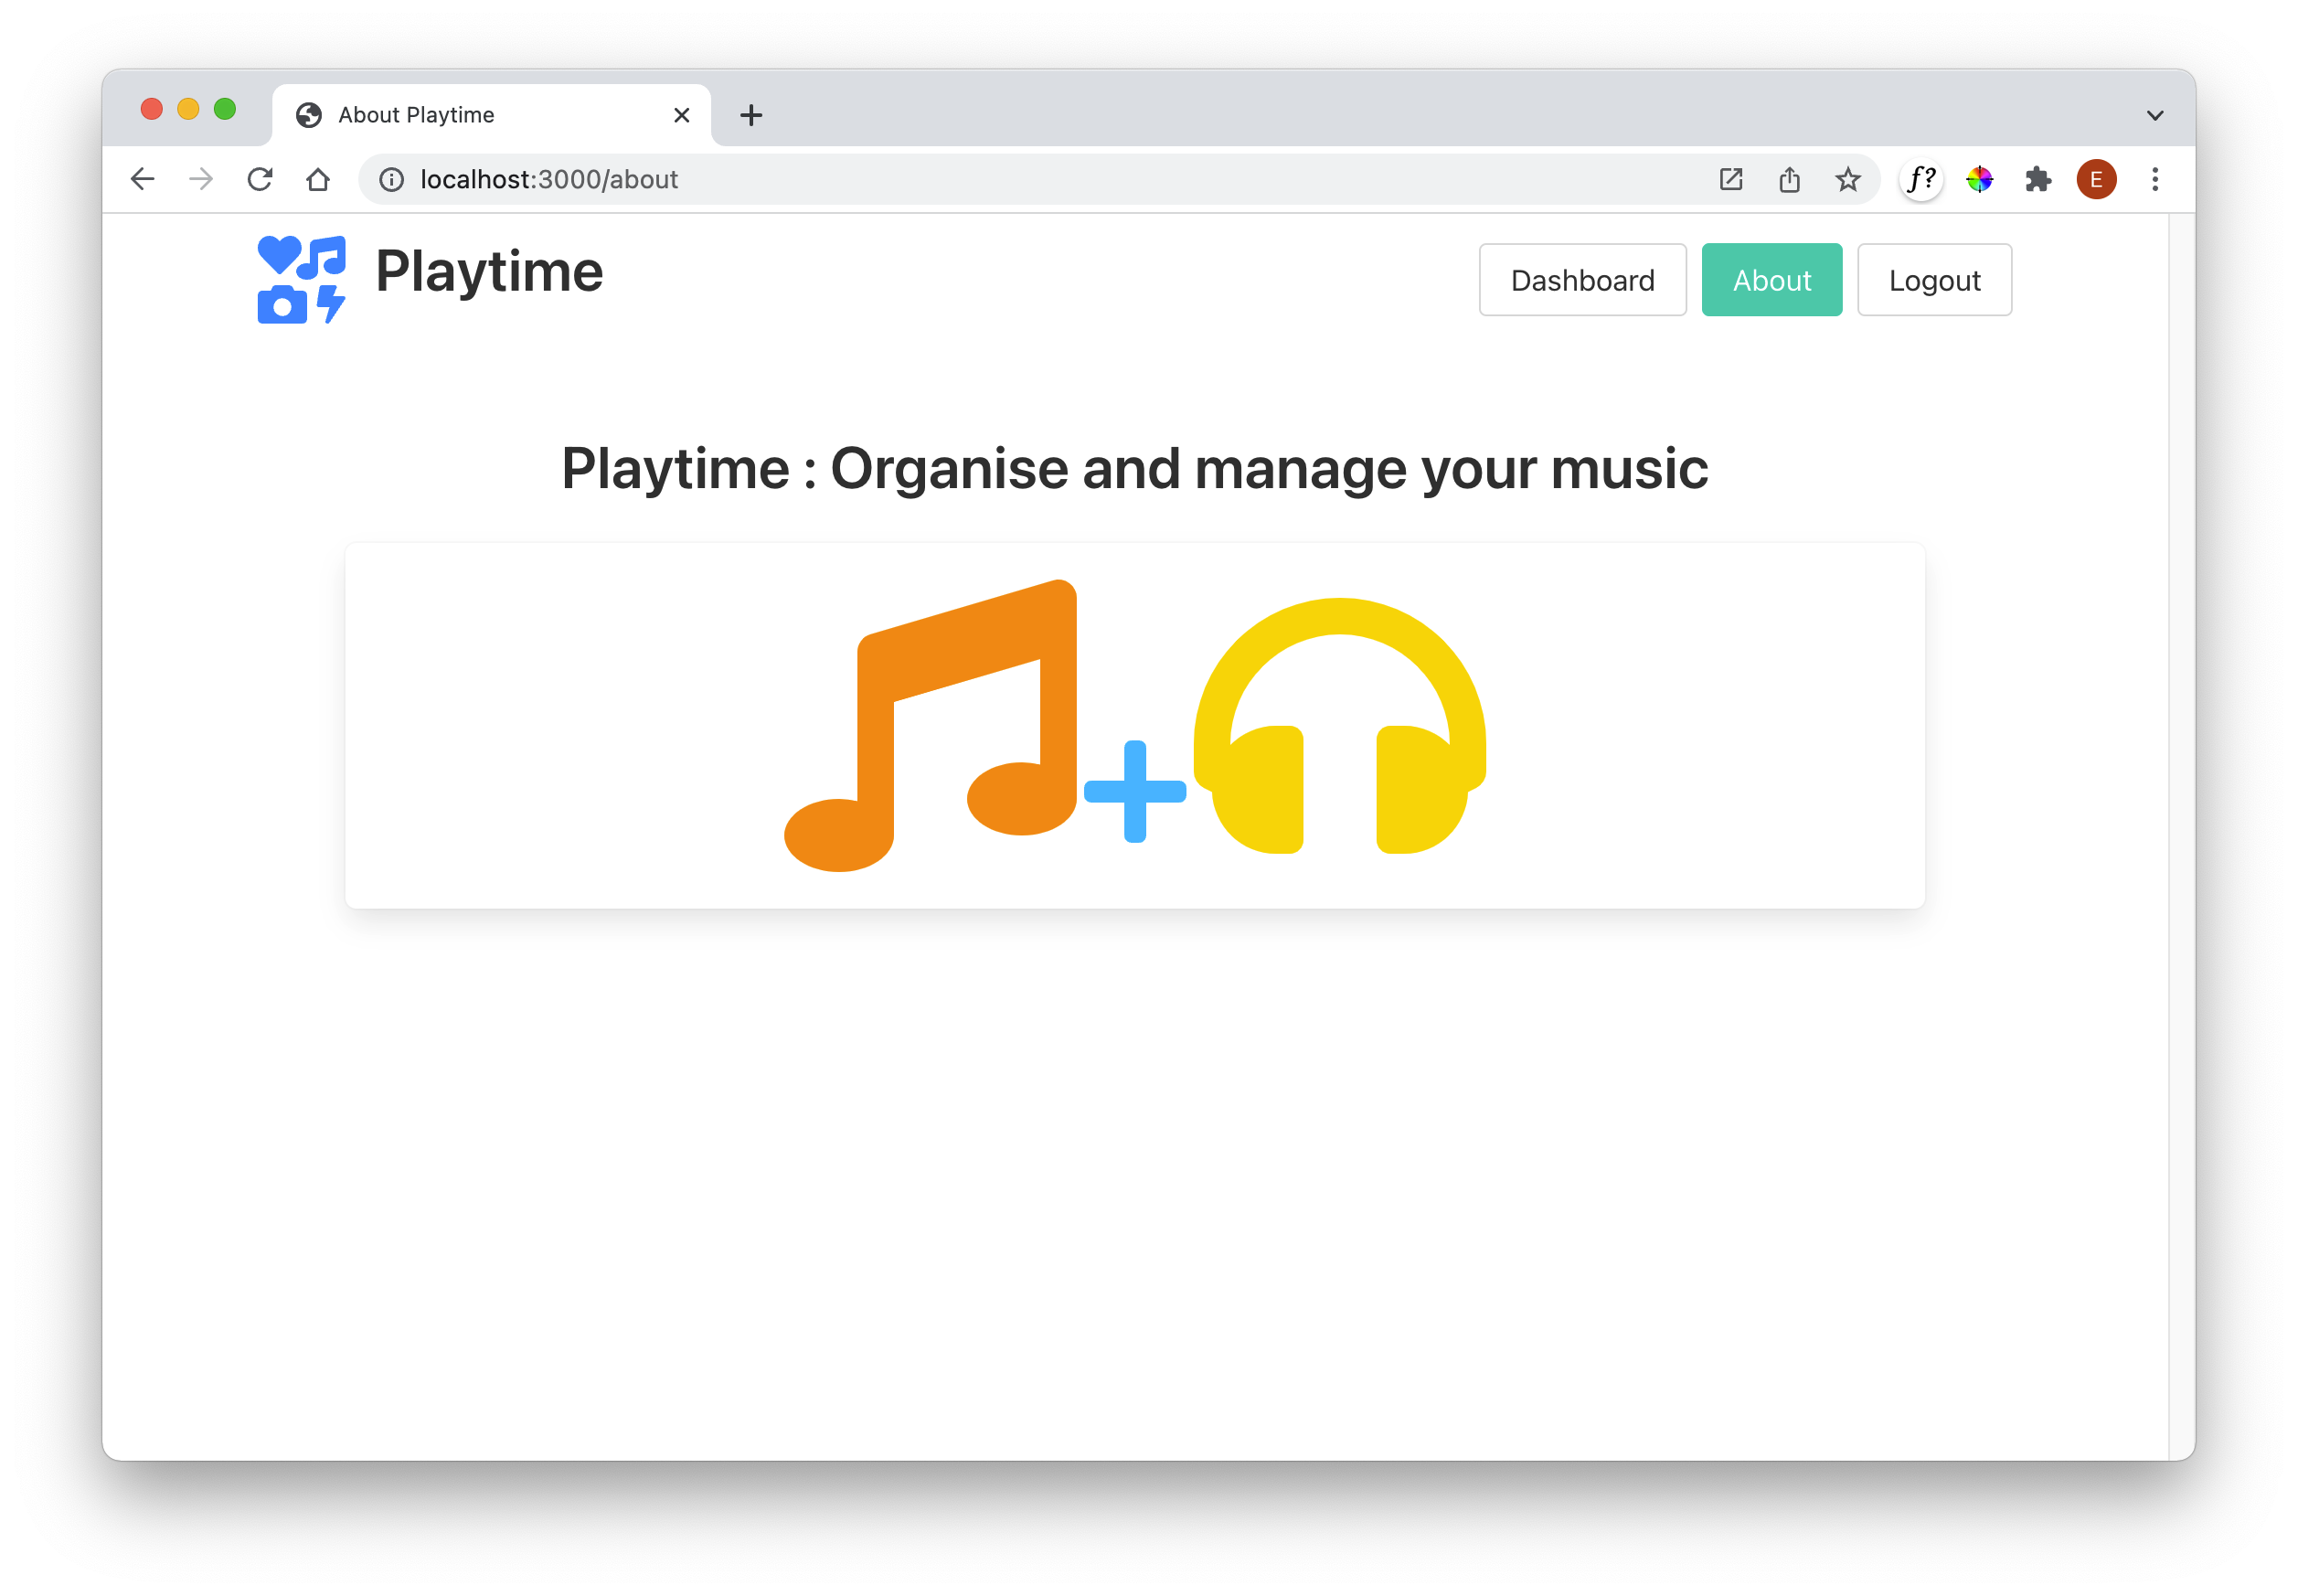 About Playtime
localhost:3000/about
f?
E
Playtime
Dashboard
About
Logout
Playtime : Organise and manage your music